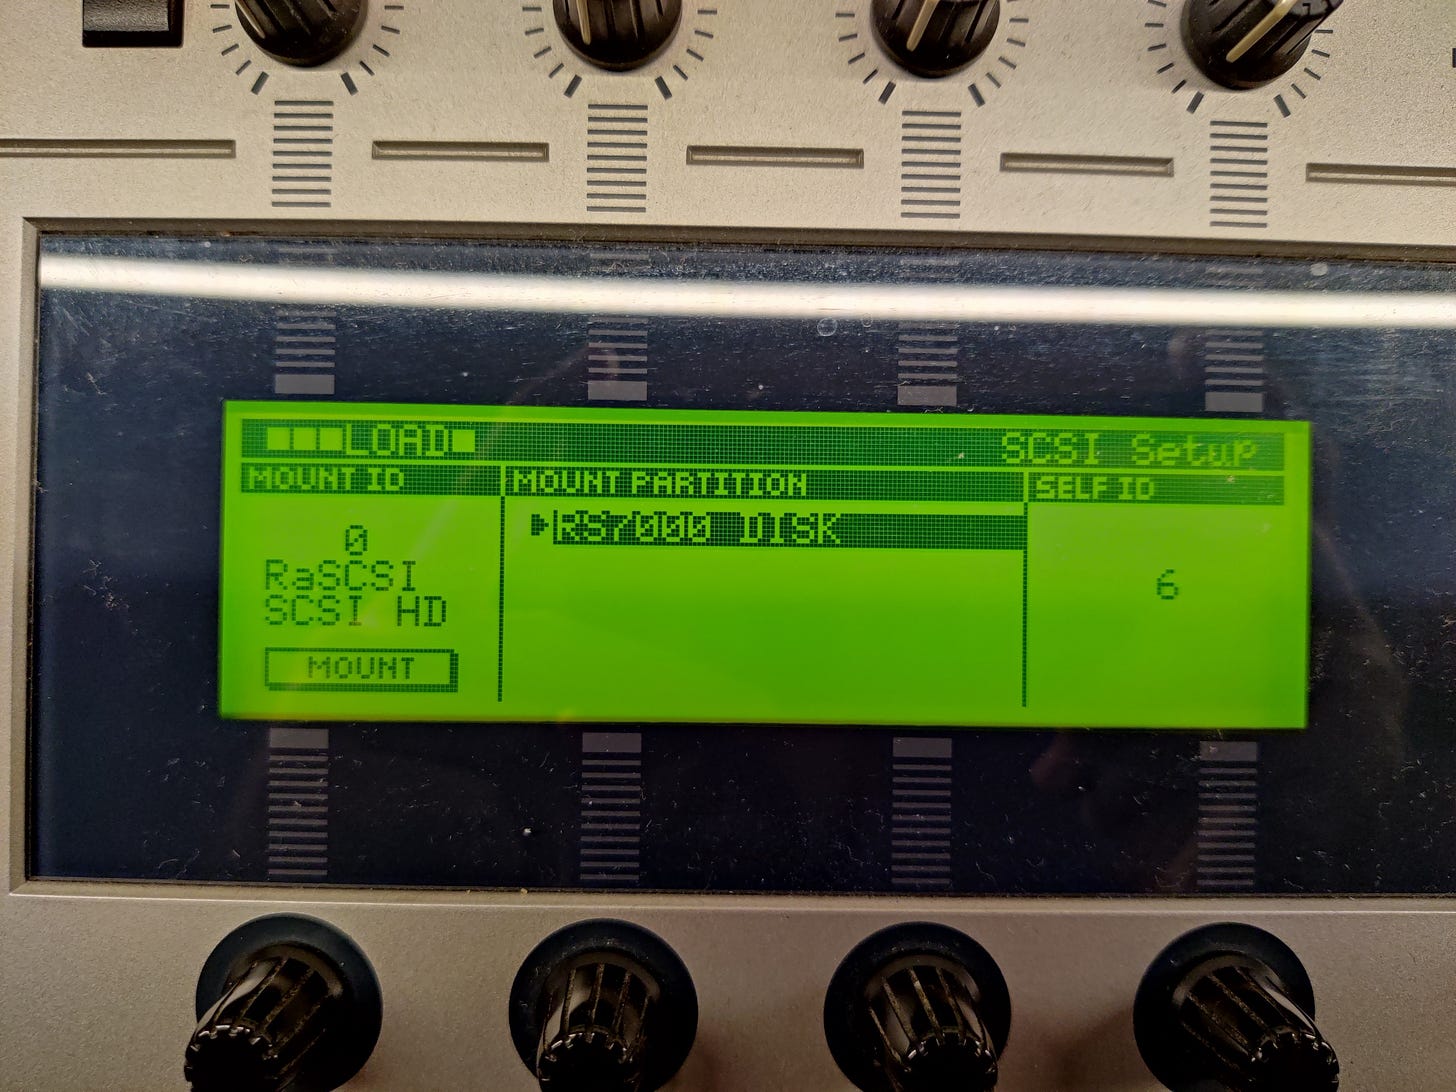 LOAD SCSI Setup
MOUNT ID MOUNT PARTITION SELF ID
RS7000 DISK
0
RaSCSI
SCSI HD
6
MOUNT